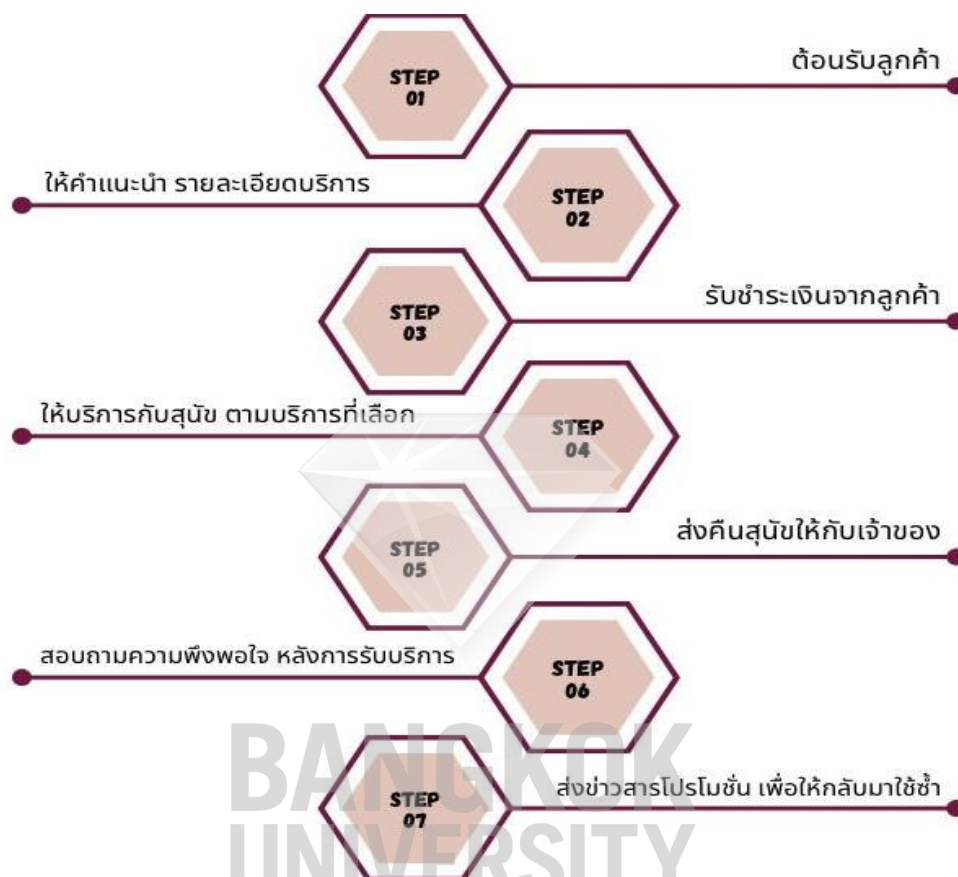 STEP
01
ต้อนรับลูกค้า
ให้คำแนะนำ รายละเอียดบริการ
STEP
02
STEP
03
รับชำระเงินจากลูกค้า
ให้บริการกับสุนัข ตามบริการที่เลือก
STEP
04
STEP
05
ส่งคืนสุนัขให้กับเจ้าของ
สอบถามความพึงพอใจ หลังการรับบริการ
STEP
06
STEP
07
ส่งข่าวสารโปรโมชั่น เพื่อให้กลับมาใช้ซ้ำ
BANGKOK
UNIVERSITY